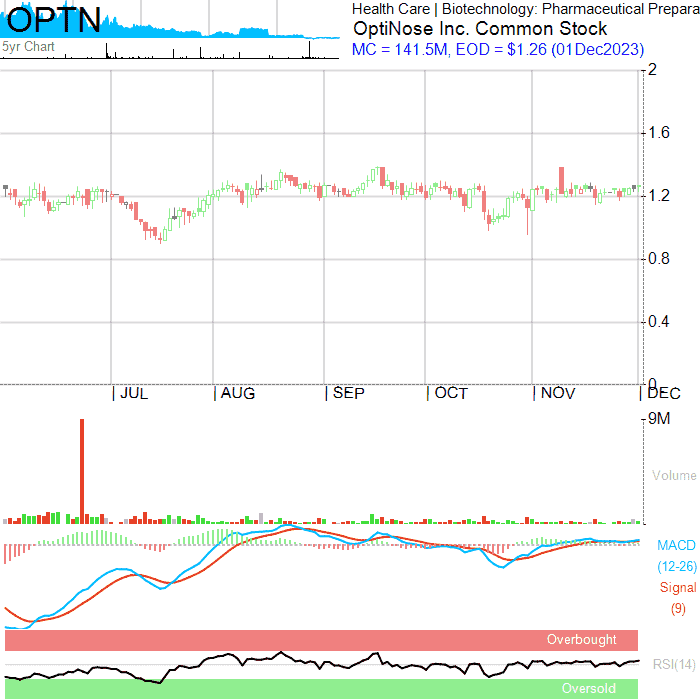 OPTN
5yr Chart
Health Care | Biotechnology: Pharmaceutical Prepara
OptiNose Inc. Common Stock
MC = 141.5M, EOD = $1.26 (01Dec2023)
2
1.6
1.2
0.8
0.4
0
JUL AUG SEP OCT NOV DEC
9M
Volume
MACD
(12-26)
Signal
(9)
Overbought
RSI(14)
Oversold